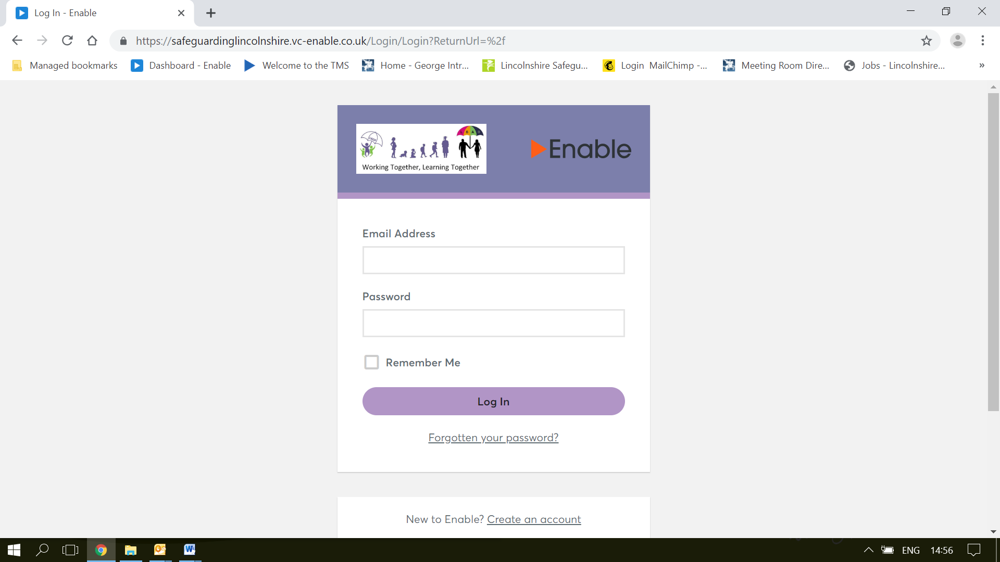 Log In - Enable
https://safeguardinglincolnshire.vc-enable.co.uk/Login/Login?ReturnUrl=%2f
Managed bookmarks Dashboard - Enable Welcome to the TMS Home - George Intr... Lincolnshire Safegu... Login MailChimp -... Meeting Room Dire... Jobs - Lincolnshire... »
Working Together, Learning Together
Enable
Email Address
Password
Remember Me
Log In
Forgotten your password?
New to Enable? Create an account
ENG 14:56